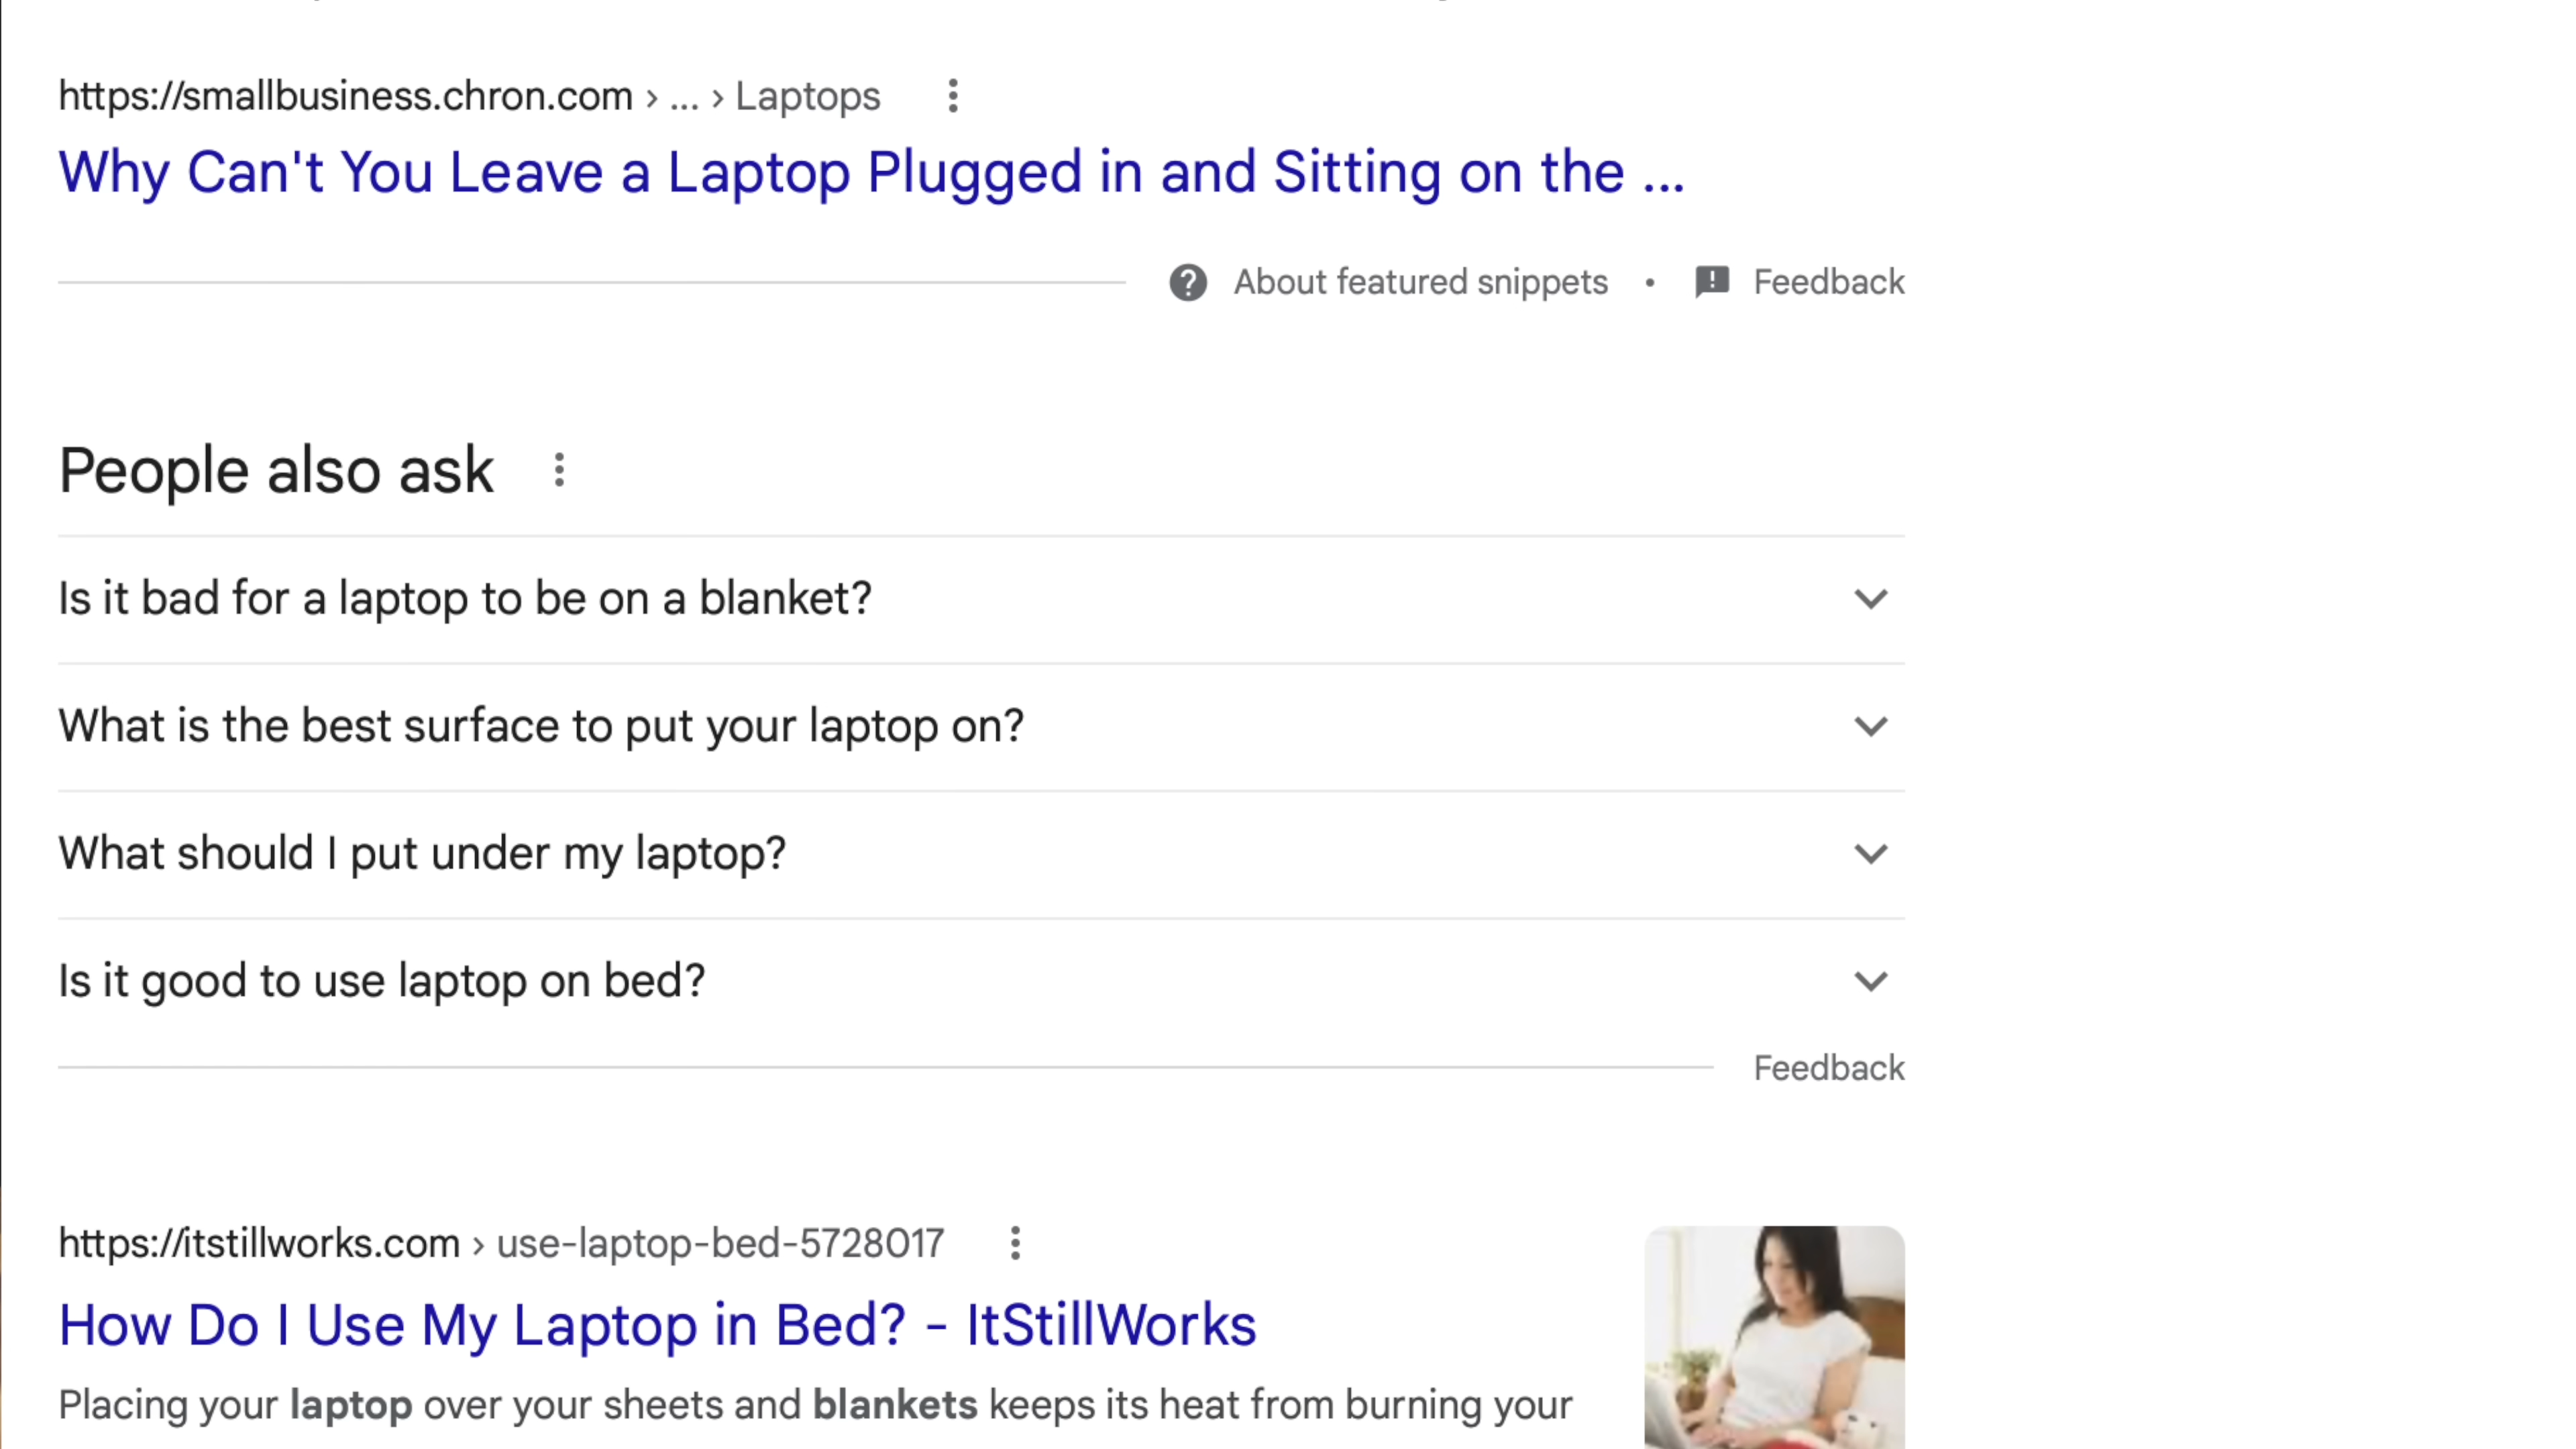 https://smallbusiness.chron.com › ... › Laptops
Why Can't You Leave a Laptop Plugged in and Sitting on the ...
About featured snippets • Feedback
People also ask
Is it bad for a laptop to be on a blanket?
What is the best surface to put your laptop on?
What should I put under my laptop?
Is it good to use laptop on bed?
Feedback
https://itstillworks.com › use-laptop-bed-5728017
How Do I Use My Laptop in Bed? - ItStillWorks
Placing your laptop over your sheets and blankets keeps its heat from burning your